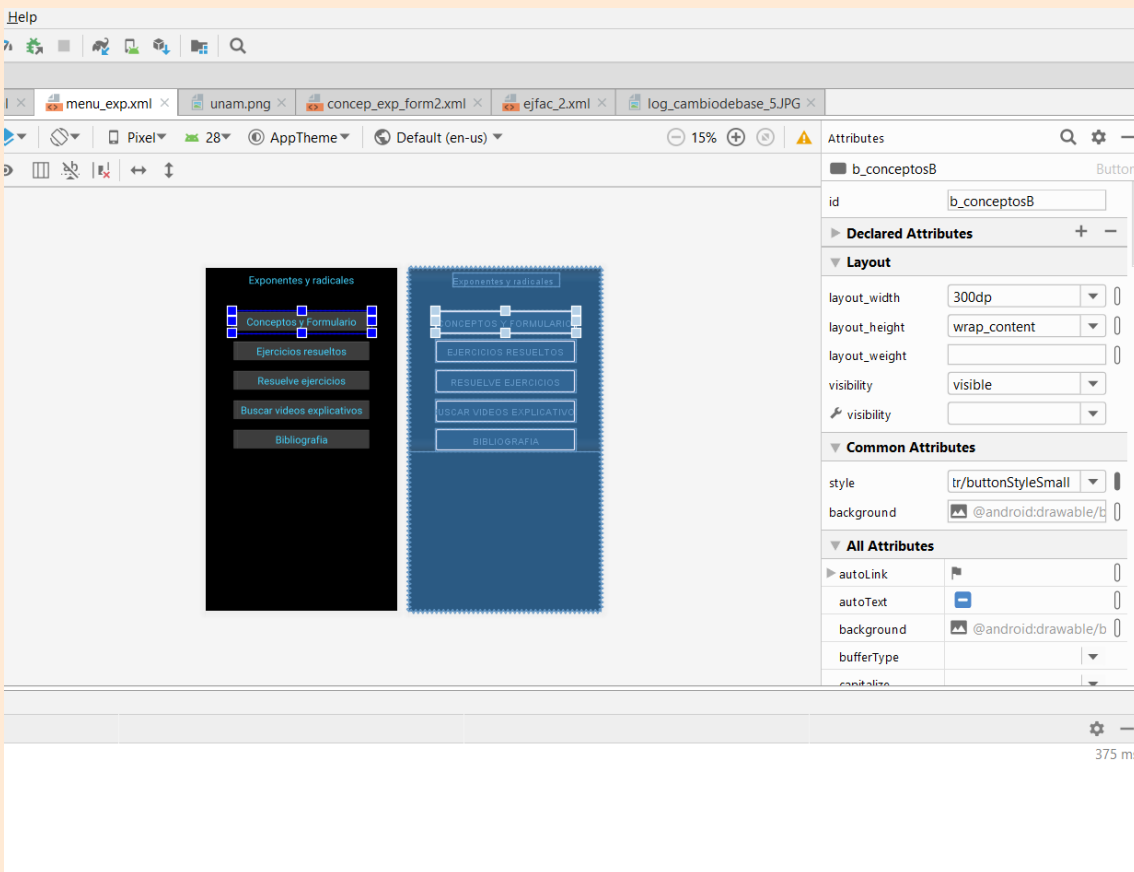 Help
menu_exp.xml
unam.png
concep_exp_form2.xml
ejfac_2.xml
log_cambiodebase_5.JPG
Pixel 28 AppTheme Default (en-us) 15%
Attributes
b_conceptosB
id b_conceptosB
Declared Attributes
Layout
layout_width 300dp
layout_height wrap_content
layout_weight
visibility visible
visibility
Common Attributes
style tr/buttonStyleSmall
background @android:drawable/b
All Attributes
autoLink
autoText
background @android:drawable/b
bufferType
capitalize
Exponentes y radicales
Conceptos y Formulario
Ejercicios resueltos
Resuelve ejercicios
Buscar videos explicativos
Bibliografia
Exponentes y radicales
CONCEPTOS Y FORMULARIO
EJERCICIOS RESUELTOS
RESUELVE EJERCICIOS
USCAR VIDEOS EXPLICATIVO
BIBLIOGRAFIA
375 ms